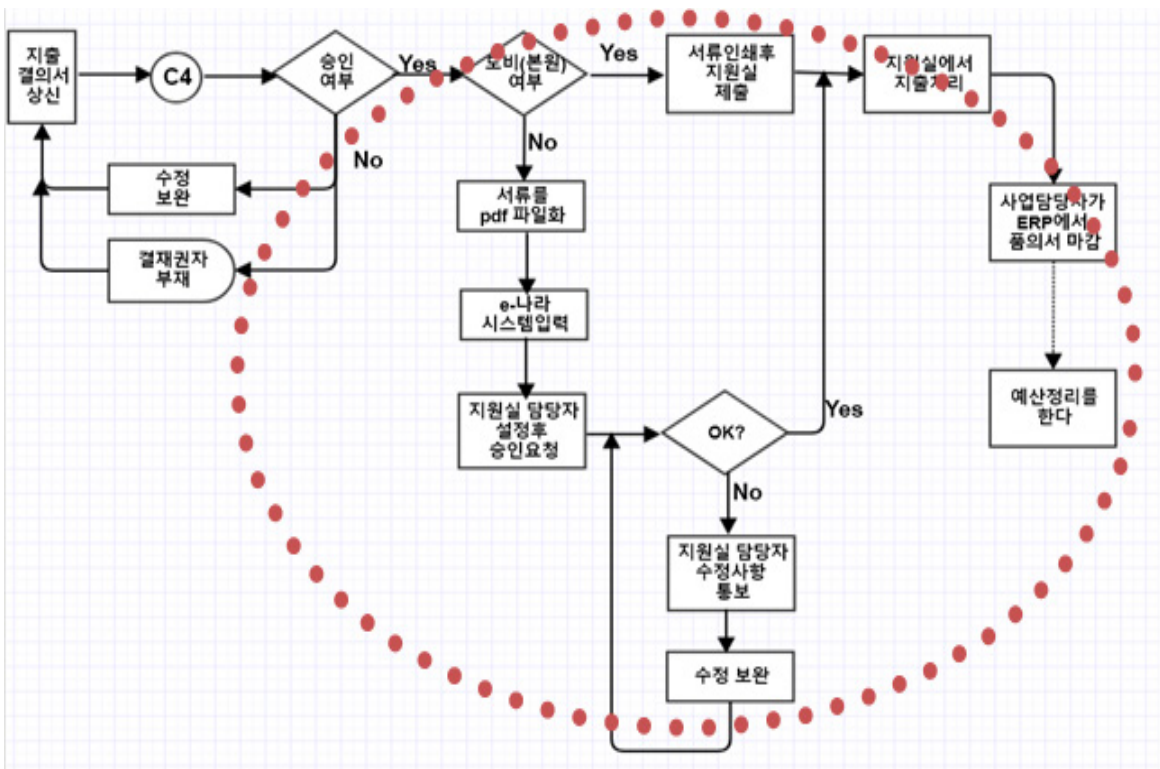 지출
결의서
상신
C4
승인
여부
Yes
도비(본원)
여부
Yes
서류인쇄후
지원실
제출
지원실에서
지출처리
No
수정
보완
결재권자
부재
No
서류를
pdf 파일화
e-나라
시스템입력
지원실 담당자
설정후
승인요청
OK?
Yes
No
지원실 담당자
수정사항
통보
수정 보완
사업담당자가
ERP에서
품의서 마감
예산정리를
한다